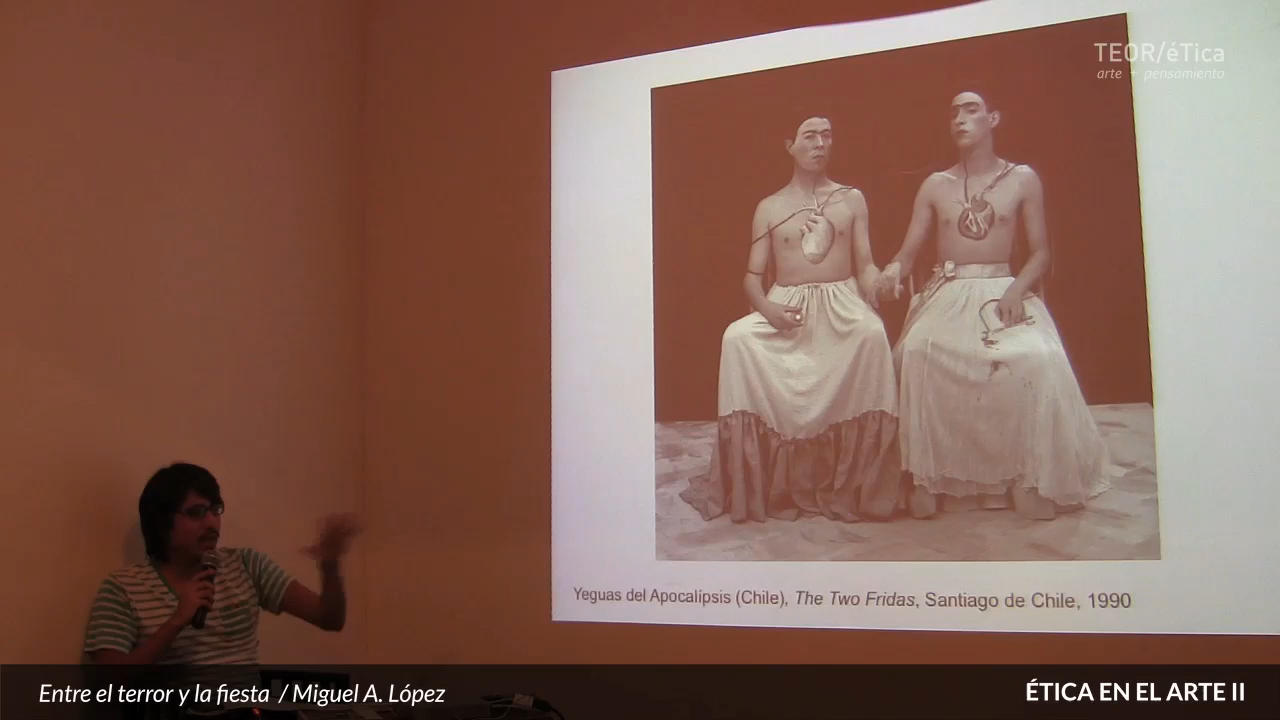 TEOR/éTica
arte + pensamiento
Yeguas del Apocalípsis (Chile), The Two Fridas, Santiago de Chile, 1990
Entre el terror y la fiesta / Miguel A. López
ÉTICA EN EL ARTE II